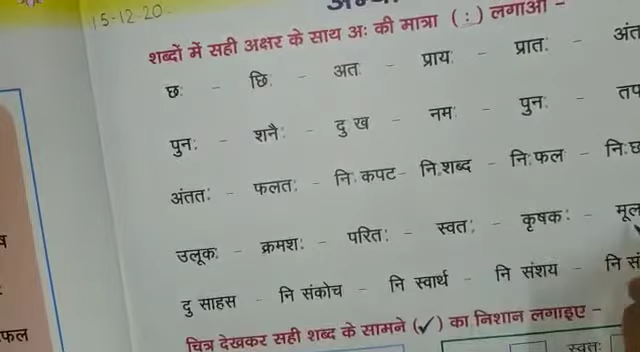 15-12-20.
शब्दों में सही अक्षर के साथ अः की मात्रा ( : ) लगाओ -
छः - छिः - अतः - प्रायः - प्रातः - अंत
पुनः - शनैः - दु ख - नमः - पुनः - तप
अंततः - फलतः - नि कपट - निःशब्द - निःफल - निःछ
उलूकः - क्रमशः - परितः - स्वतः - कृषकः - मूल
दु साहस - नि संकोच - नि स्वार्थ - नि संशय - नि सं
चित्र देखकर सही शब्द के सामने (✓) का निशान लगाइए -
स्वतः
फल